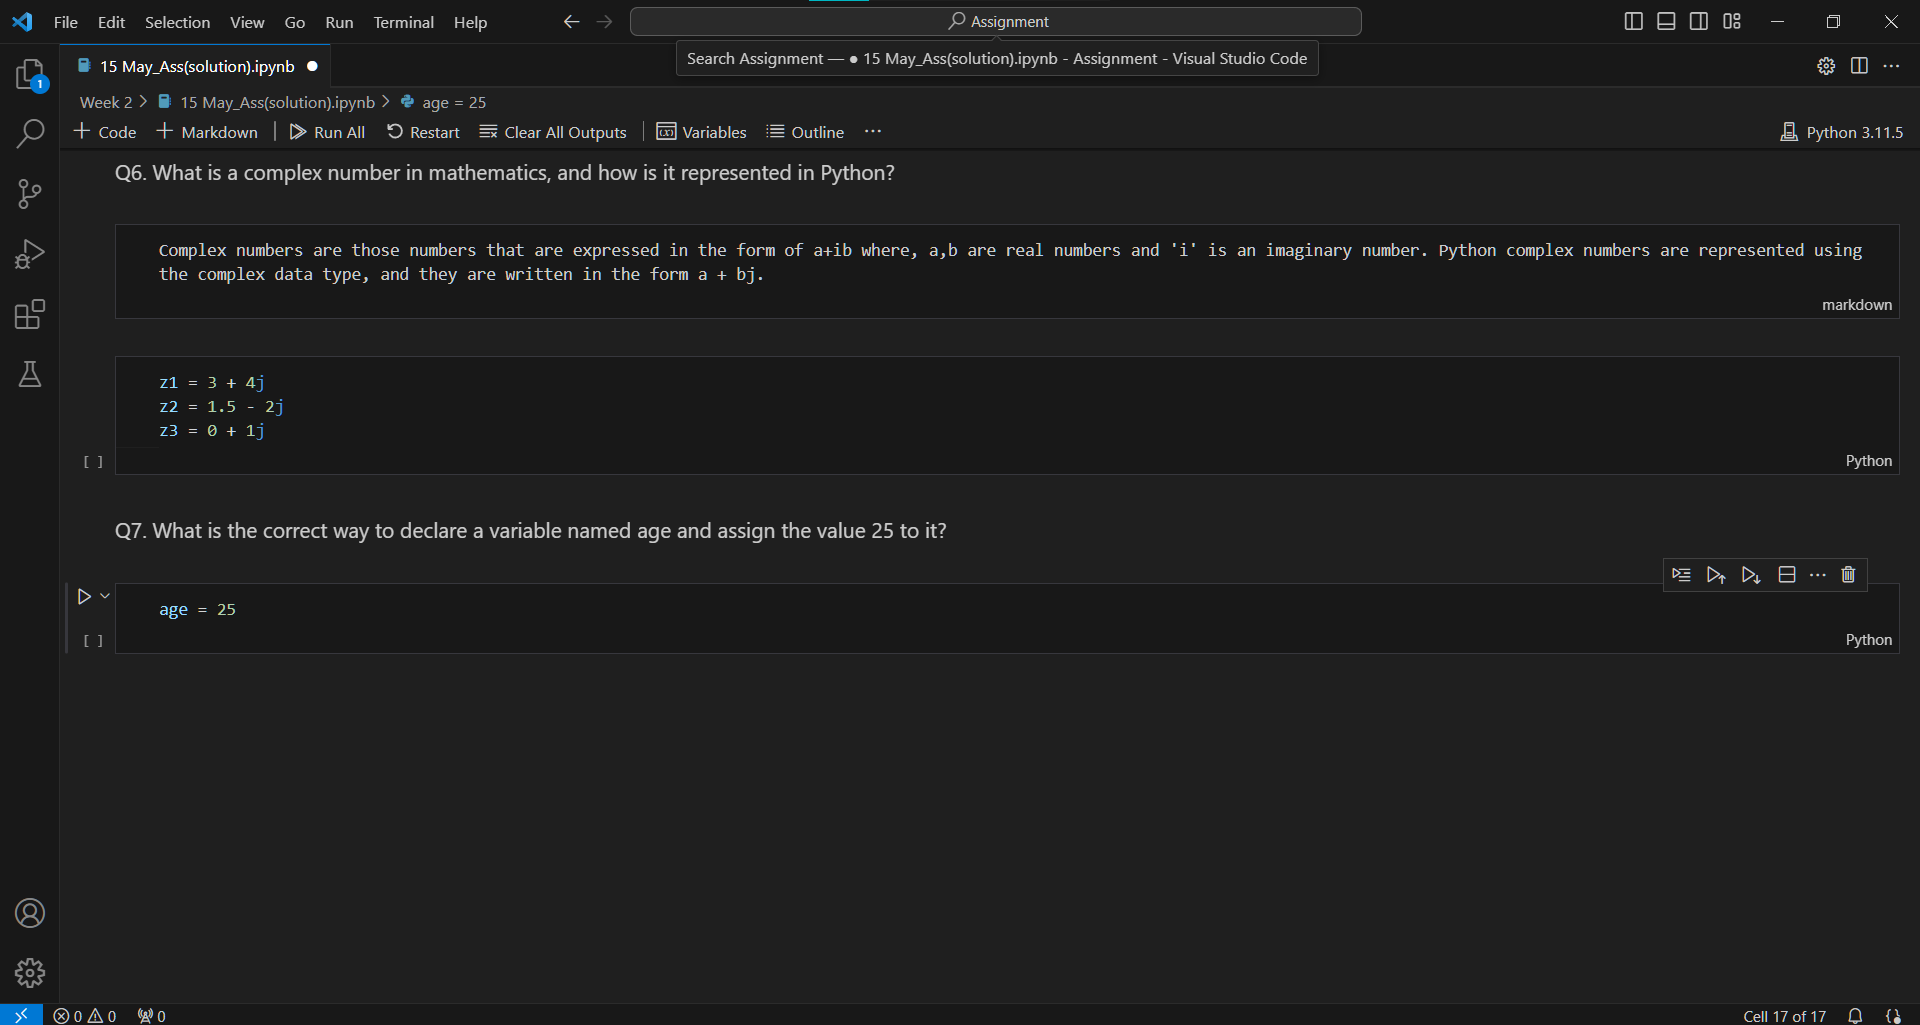 File Edit Selection View Go Run Terminal Help
Assignment
Search Assignment — ● 15 May_Ass(solution).ipynb - Assignment - Visual Studio Code
1
15 May_Ass(solution).ipynb
Week 2 > 15 May_Ass(solution).ipynb > age = 25
+ Code + Markdown | Run All Restart Clear All Outputs | Variables Outline ···
Python 3.11.5
Q6. What is a complex number in mathematics, and how is it represented in Python?
Complex numbers are those numbers that are expressed in the form of a+ib where, a,b are real numbers and 'i' is an imaginary number. Python complex numbers are represented using
the complex data type, and they are written in the form a + bj.
markdown
z1 = 3 + 4j
z2 = 1.5 - 2j
z3 = 0 + 1j
[ ]
Python
Q7. What is the correct way to declare a variable named age and assign the value 25 to it?
age = 25
[ ]
Python
0 0 0
Cell 17 of 17